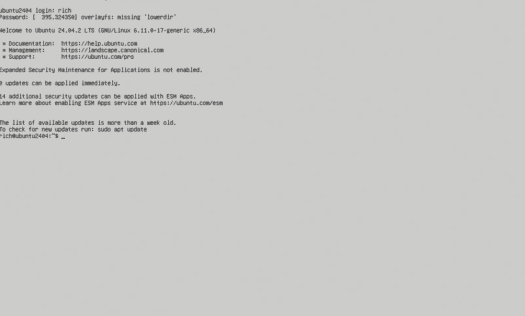 ubuntu2404 login: rich
Password: [  395.324350] overlayfs: missing 'lowerdir'
Welcome to Ubuntu 24.04.2 LTS (GNU/Linux 6.11.0-17-generic x86_64)
* Documentation:  https://help.ubuntu.com
* Management:     https://landscape.canonical.com
* Support:        https://ubuntu.com/pro
Expanded Security Maintenance for Applications is not enabled.
0 updates can be applied immediately.
14 additional security updates can be applied with ESM Apps.
Learn more about enabling ESM Apps service at https://ubuntu.com/esm
The list of available updates is more than a week old.
To check for new updates run: sudo apt update
rich@ubuntu2404:~$ _